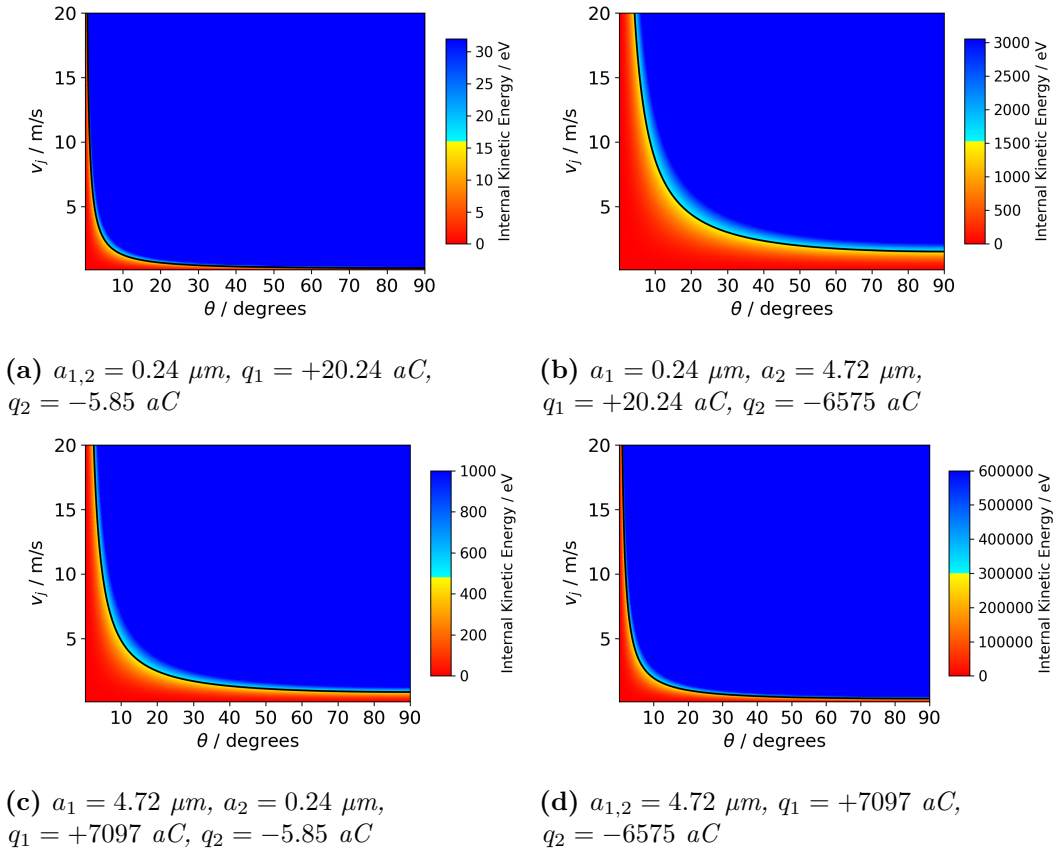 20
15
10
5
v_j / m/s
10 20 30 40 50 60 70 80 90
θ / degrees
30
25
20
15
10
5
0
Internal Kinetic Energy / eV
(a) a_{1,2} = 0.24 μm, q_1 = +20.24 aC,
q_2 = −5.85 aC
20
15
10
5
v_j / m/s
10 20 30 40 50 60 70 80 90
θ / degrees
3000
2500
2000
1500
1000
500
0
Internal Kinetic Energy / eV
(b) a_1 = 0.24 μm, a_2 = 4.72 μm,
q_1 = +20.24 aC, q_2 = −6575 aC
20
15
10
5
v_j / m/s
10 20 30 40 50 60 70 80 90
θ / degrees
1000
800
600
400
200
0
Internal Kinetic Energy / eV
(c) a_1 = 4.72 μm, a_2 = 0.24 μm,
q_1 = +7097 aC, q_2 = −5.85 aC
20
15
10
5
v_j / m/s
10 20 30 40 50 60 70 80 90
θ / degrees
600000
500000
400000
300000
200000
100000
0
Internal Kinetic Energy / eV
(d) a_{1,2} = 4.72 μm, q_1 = +7097 aC,
q_2 = −6575 aC